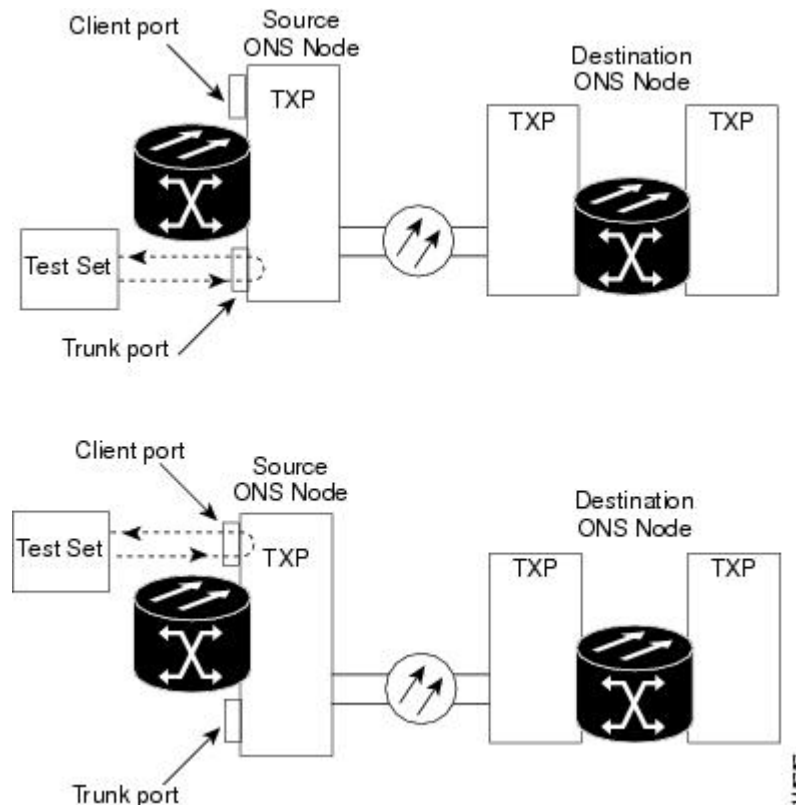 Client port
Source
ONS Node
TXP
Destination
ONS Node
TXP
TXP
Test Set
Trunk port
Client port
Source
ONS Node
Test Set
TXP
Destination
ONS Node
TXP
TXP
Trunk port